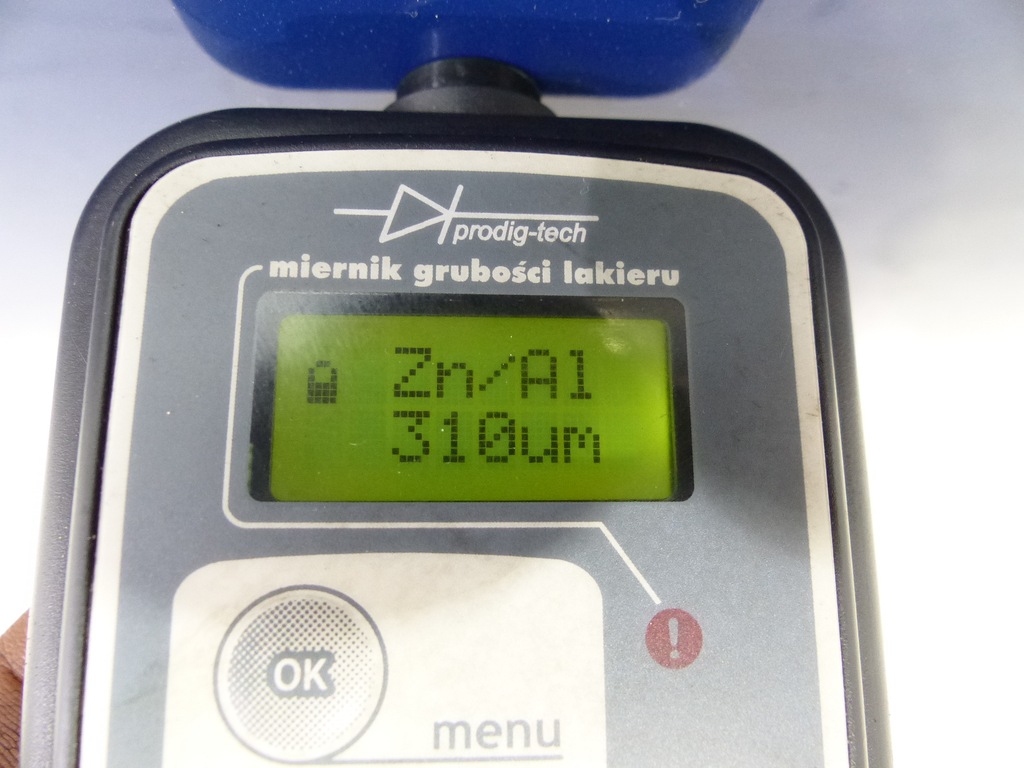 prodig-tech
miernik grubości lakieru
Zn/Al
310um
!
OK
menu